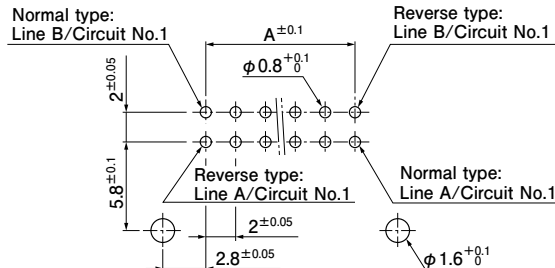 Normal type:
Line B/Circuit No.1
Reverse type:
Line B/Circuit No.1
A±0.1
φ0.8 +0.1 0
2±0.05
5.8±0.1
Reverse type:
Line A/Circuit No.1
Normal type:
Line A/Circuit No.1
2±0.05
2.8±0.05
φ1.6 +0.1 0